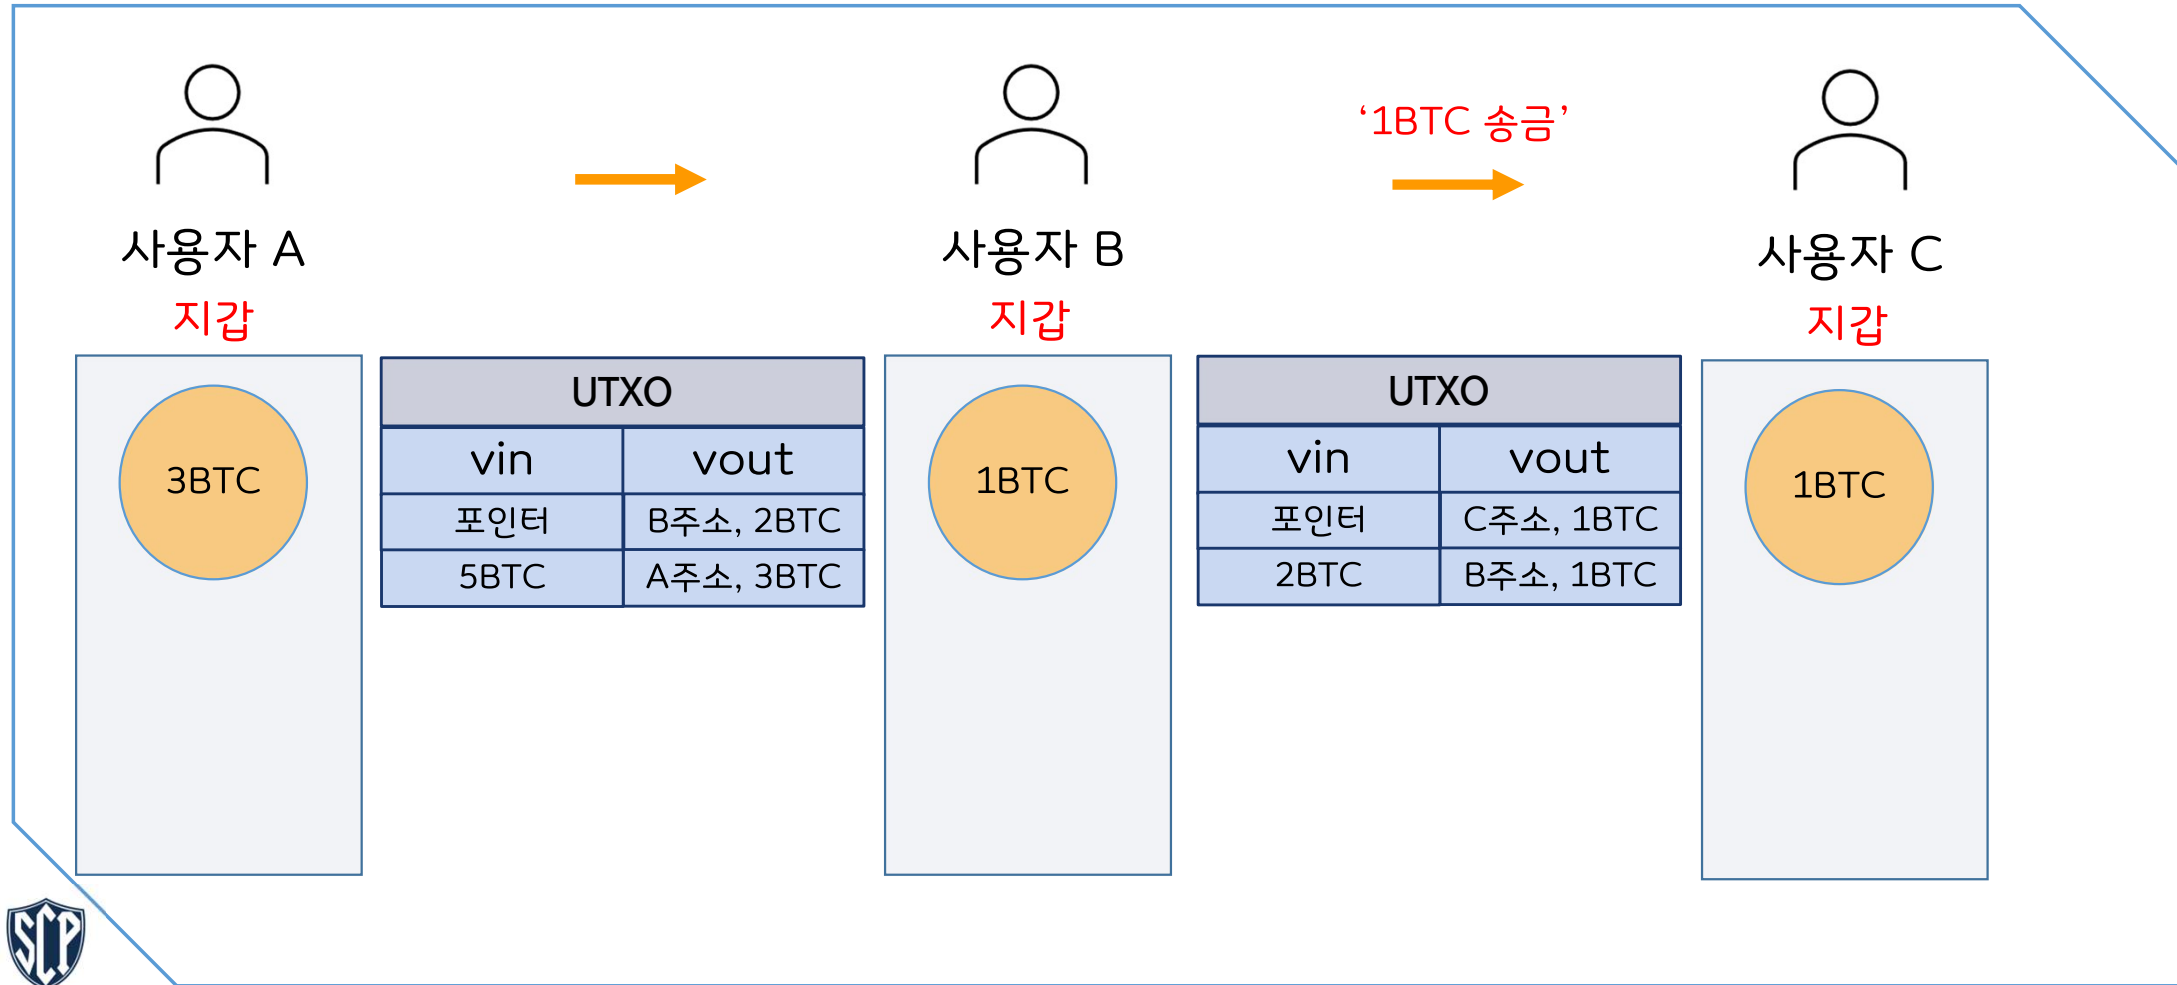 ‘1BTC 송금’
사용자 A
사용자 B
사용자 C
지갑
지갑
지갑
3BTC
UTXO
vin vout
포인터 B주소, 2BTC
5BTC A주소, 3BTC
1BTC
UTXO
vin vout
포인터 C주소, 1BTC
2BTC B주소, 1BTC
1BTC
SCP